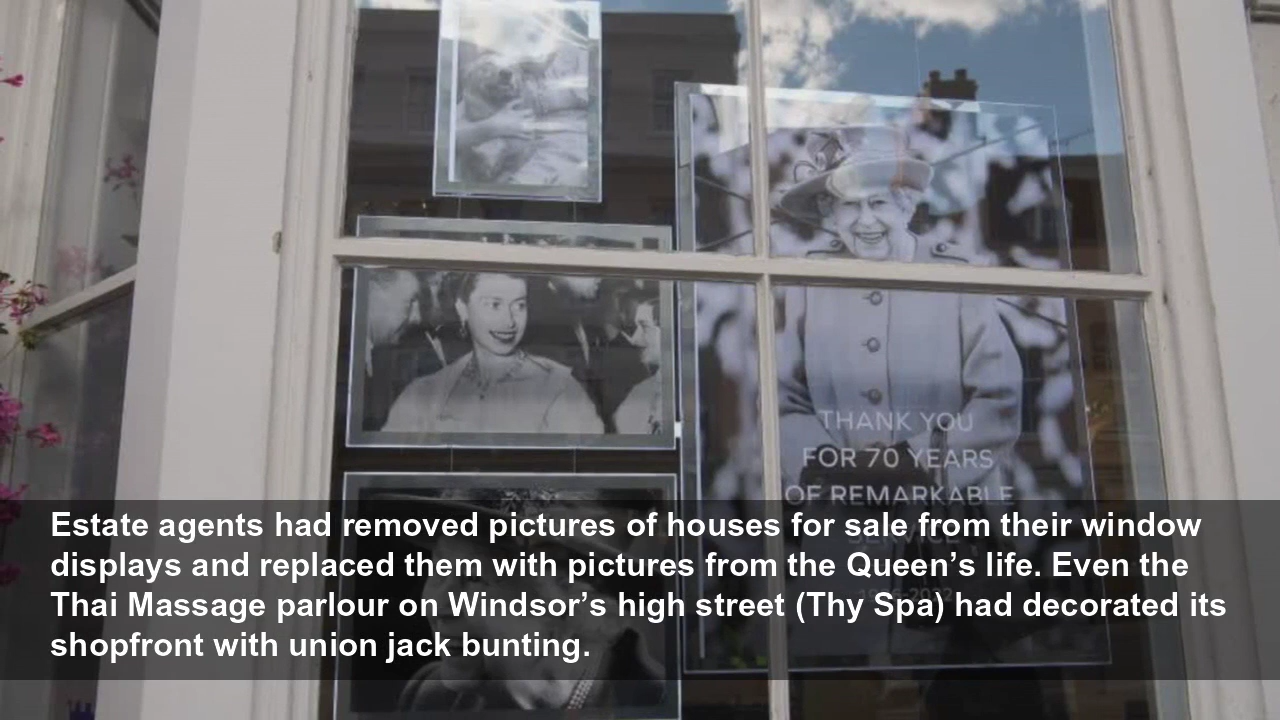 THANK YOU
FOR 70 YEARS
OF REMARKABLE
SERVICE
Estate agents had removed pictures of houses for sale from their window
displays and replaced them with pictures from the Queen’s life. Even the
Thai Massage parlour on Windsor’s high street (Thy Spa) had decorated its
shopfront with union jack bunting.